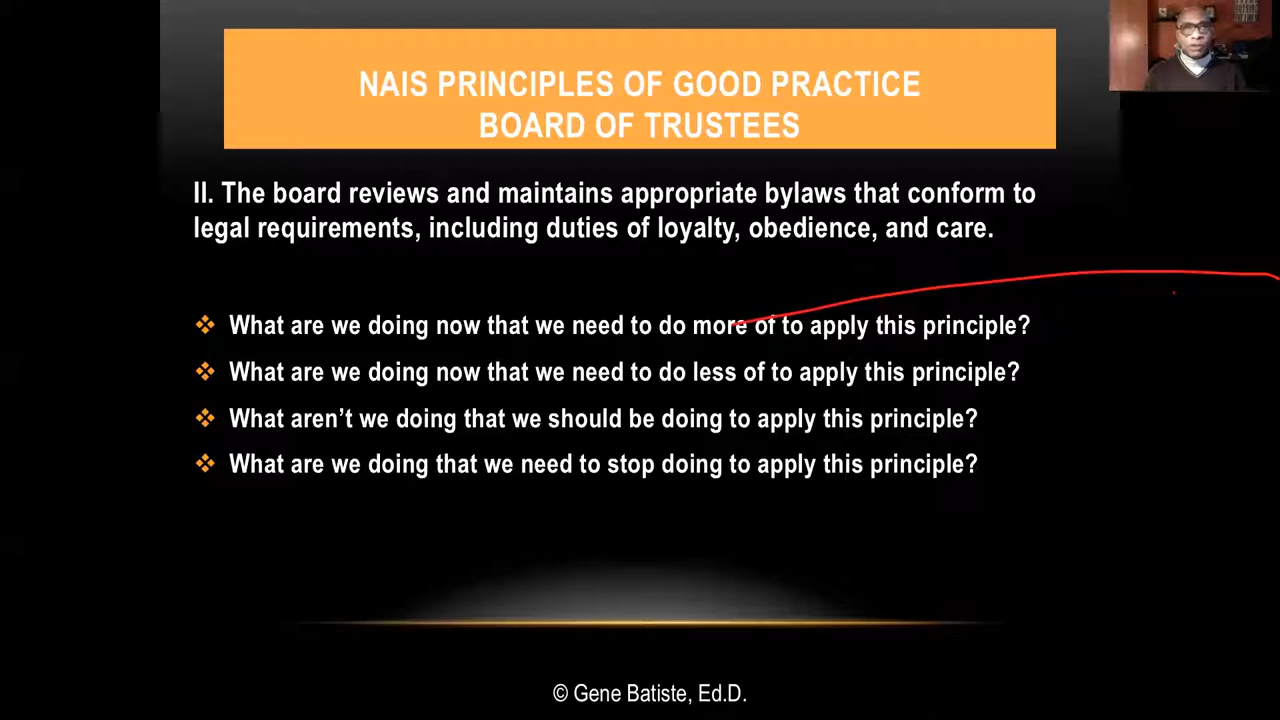 NAIS PRINCIPLES OF GOOD PRACTICE
BOARD OF TRUSTEES
II. The board reviews and maintains appropriate bylaws that conform to
legal requirements, including duties of loyalty, obedience, and care.
❖ What are we doing now that we need to do more of to apply this principle?
❖ What are we doing now that we need to do less of to apply this principle?
❖ What aren’t we doing that we should be doing to apply this principle?
❖ What are we doing that we need to stop doing to apply this principle?
© Gene Batiste, Ed.D.